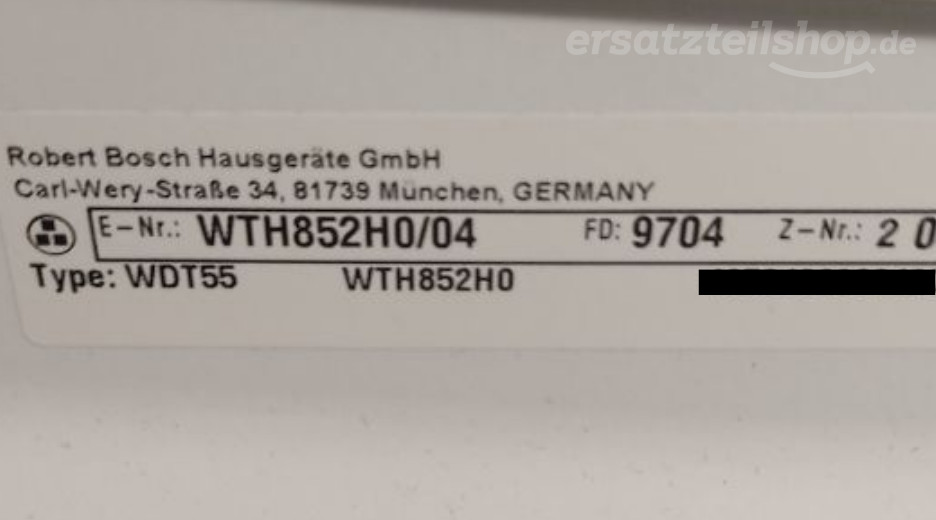 ersatzteilshop.de
Robert Bosch Hausgeräte GmbH
Carl-Wery-Straße 34, 81739 München, GERMANY
E-Nr.: WTH852H0/04 FD: 9704 Z-Nr.: 2 0
Type: WDT55 WTH852H0